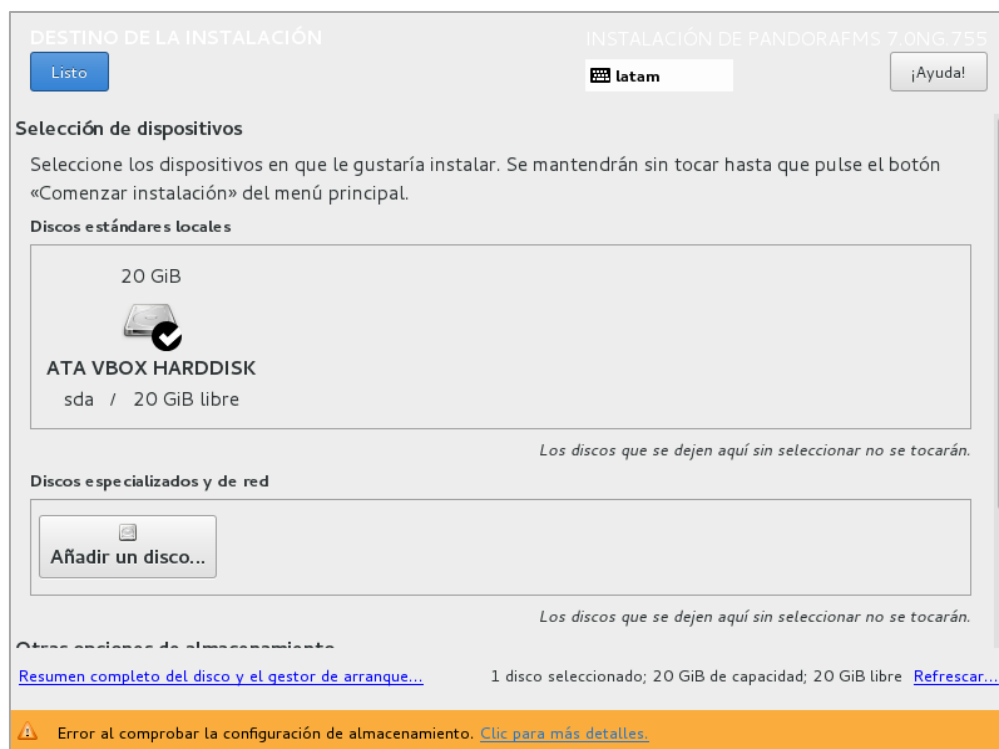 DESTINO DE LA INSTALACIÓN
INSTALACIÓN DE PANDORAFMS 7.0NG.755
Listo
latam
¡Ayuda!
Selección de dispositivos
Seleccione los dispositivos en que le gustaría instalar. Se mantendrán sin tocar hasta que pulse el botón
«Comenzar instalación» del menú principal.
Discos estándares locales
20 GiB
ATA VBOX HARDDISK
sda / 20 GiB libre
Los discos que se dejen aquí sin seleccionar no se tocarán.
Discos especializados y de red
Añadir un disco...
Los discos que se dejen aquí sin seleccionar no se tocarán.
Otras opciones de almacenamiento
Resumen completo del disco y el gestor de arranque...
1 disco seleccionado; 20 GiB de capacidad; 20 GiB libre Refrescar...
Error al comprobar la configuración de almacenamiento. Clic para más detalles.